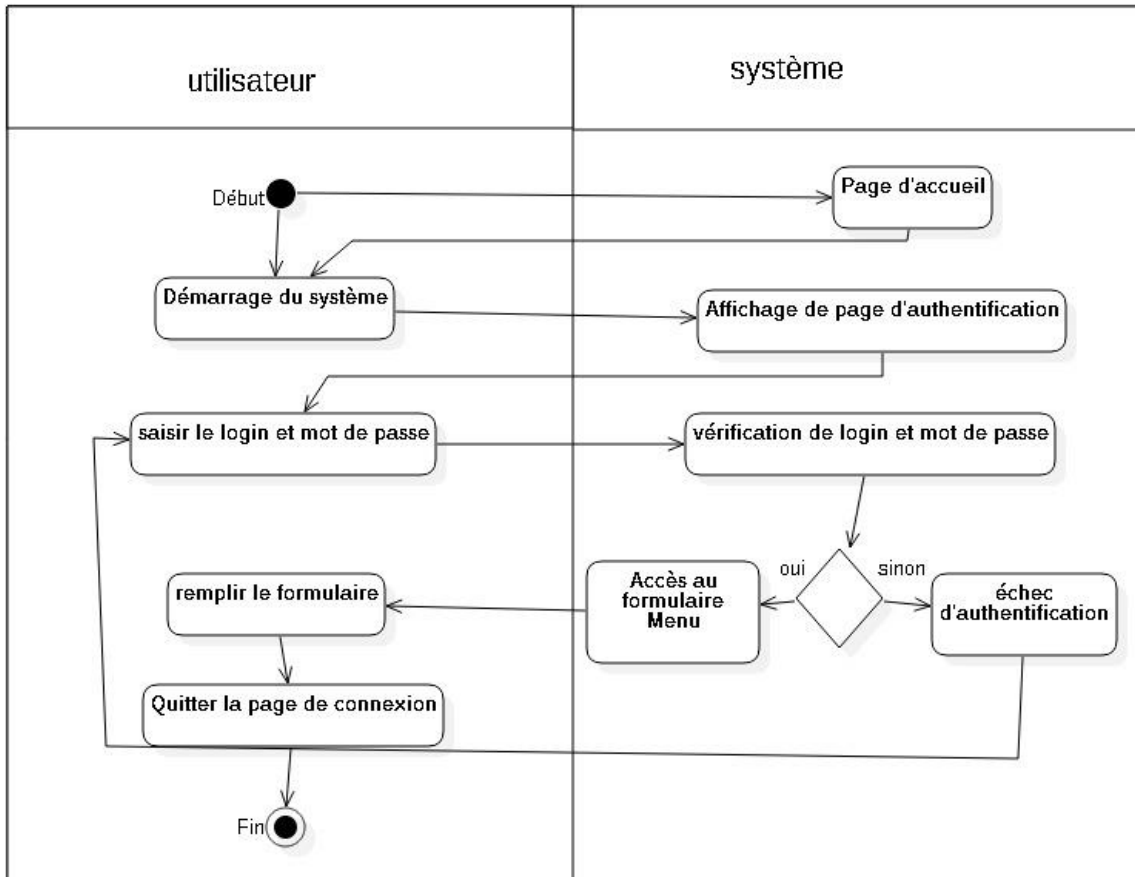 utilisateur
système
Début
Page d'accueil
Démarrage du système
Affichage de page d'authentification
saisir le login et mot de passe
vérification de login et mot de passe
oui
sinon
remplir le formulaire
Accès au
formulaire
Menu
échec
d'authentification
Quitter la page de connexion
Fin